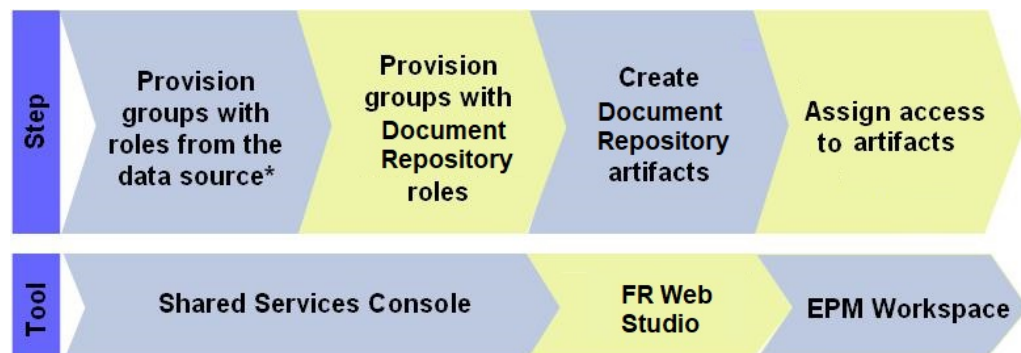 Step
Provision
groups with
roles from the
data source*
Provision
groups with
Document
Repository
roles
Create
Document
Repository
artifacts
Assign access
to artifacts
Tool
Shared Services Console
FR Web
Studio
EPM Workspace